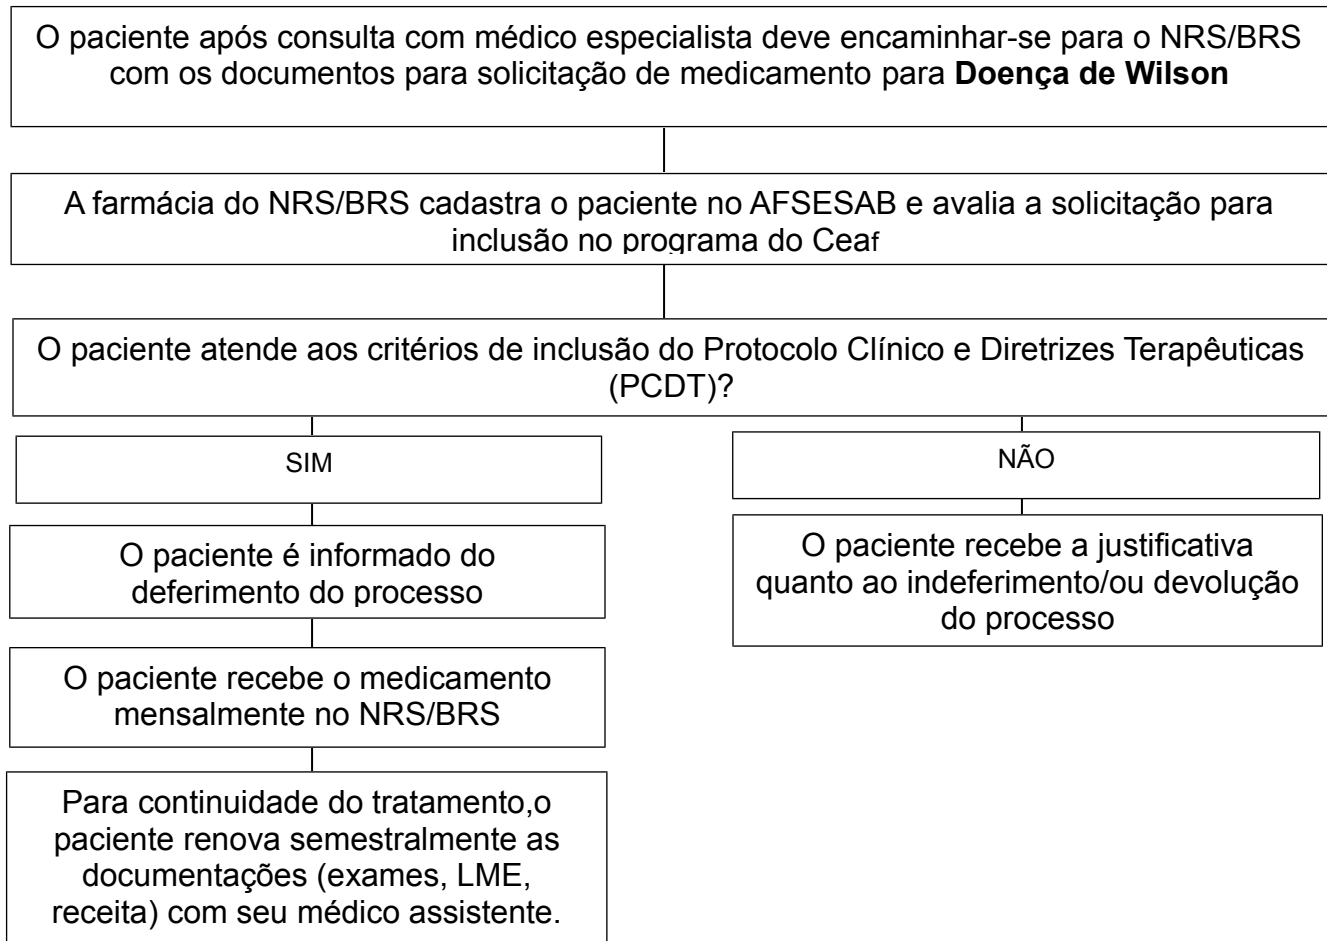 O paciente após consulta com médico especialista deve encaminhar-se para o NRS/BRS
com os documentos para solicitação de medicamento para Doença de Wilson
A farmácia do NRS/BRS cadastra o paciente no AFSESAB e avalia a solicitação para
inclusão no programa do Ceaf
O paciente atende aos critérios de inclusão do Protocolo Clínico e Diretrizes Terapêuticas
(PCDT)?
SIM
O paciente é informado do
deferimento do processo
O paciente recebe o medicamento
mensalmente no NRS/BRS
Para continuidade do tratamento,o
paciente renova semestralmente as
documentações (exames, LME,
receita) com seu médico assistente.
NÃO
O paciente recebe a justificativa
quanto ao indeferimento/ou devolução
do processo